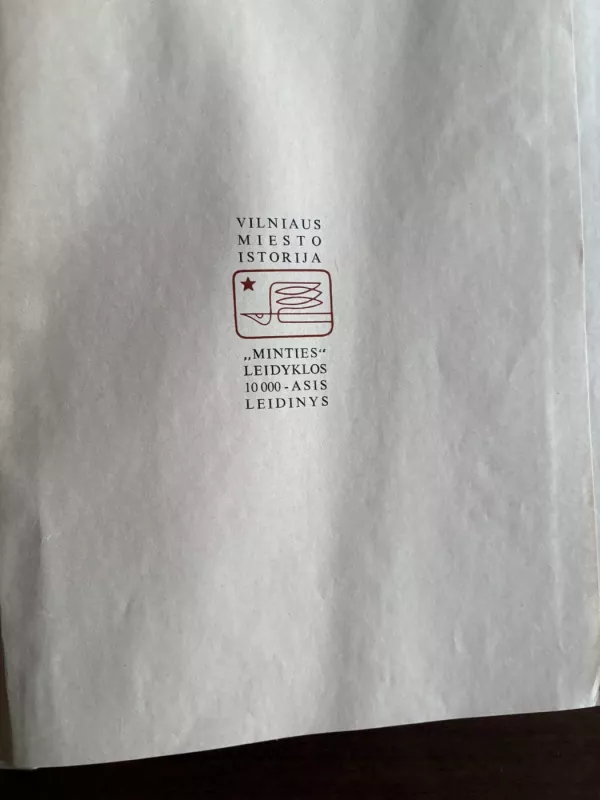 VILNIAUS
MIESTO
ISTORIJA
„MINTIES“
LEIDYKLOS
10 000 - ASIS
LEIDINYS